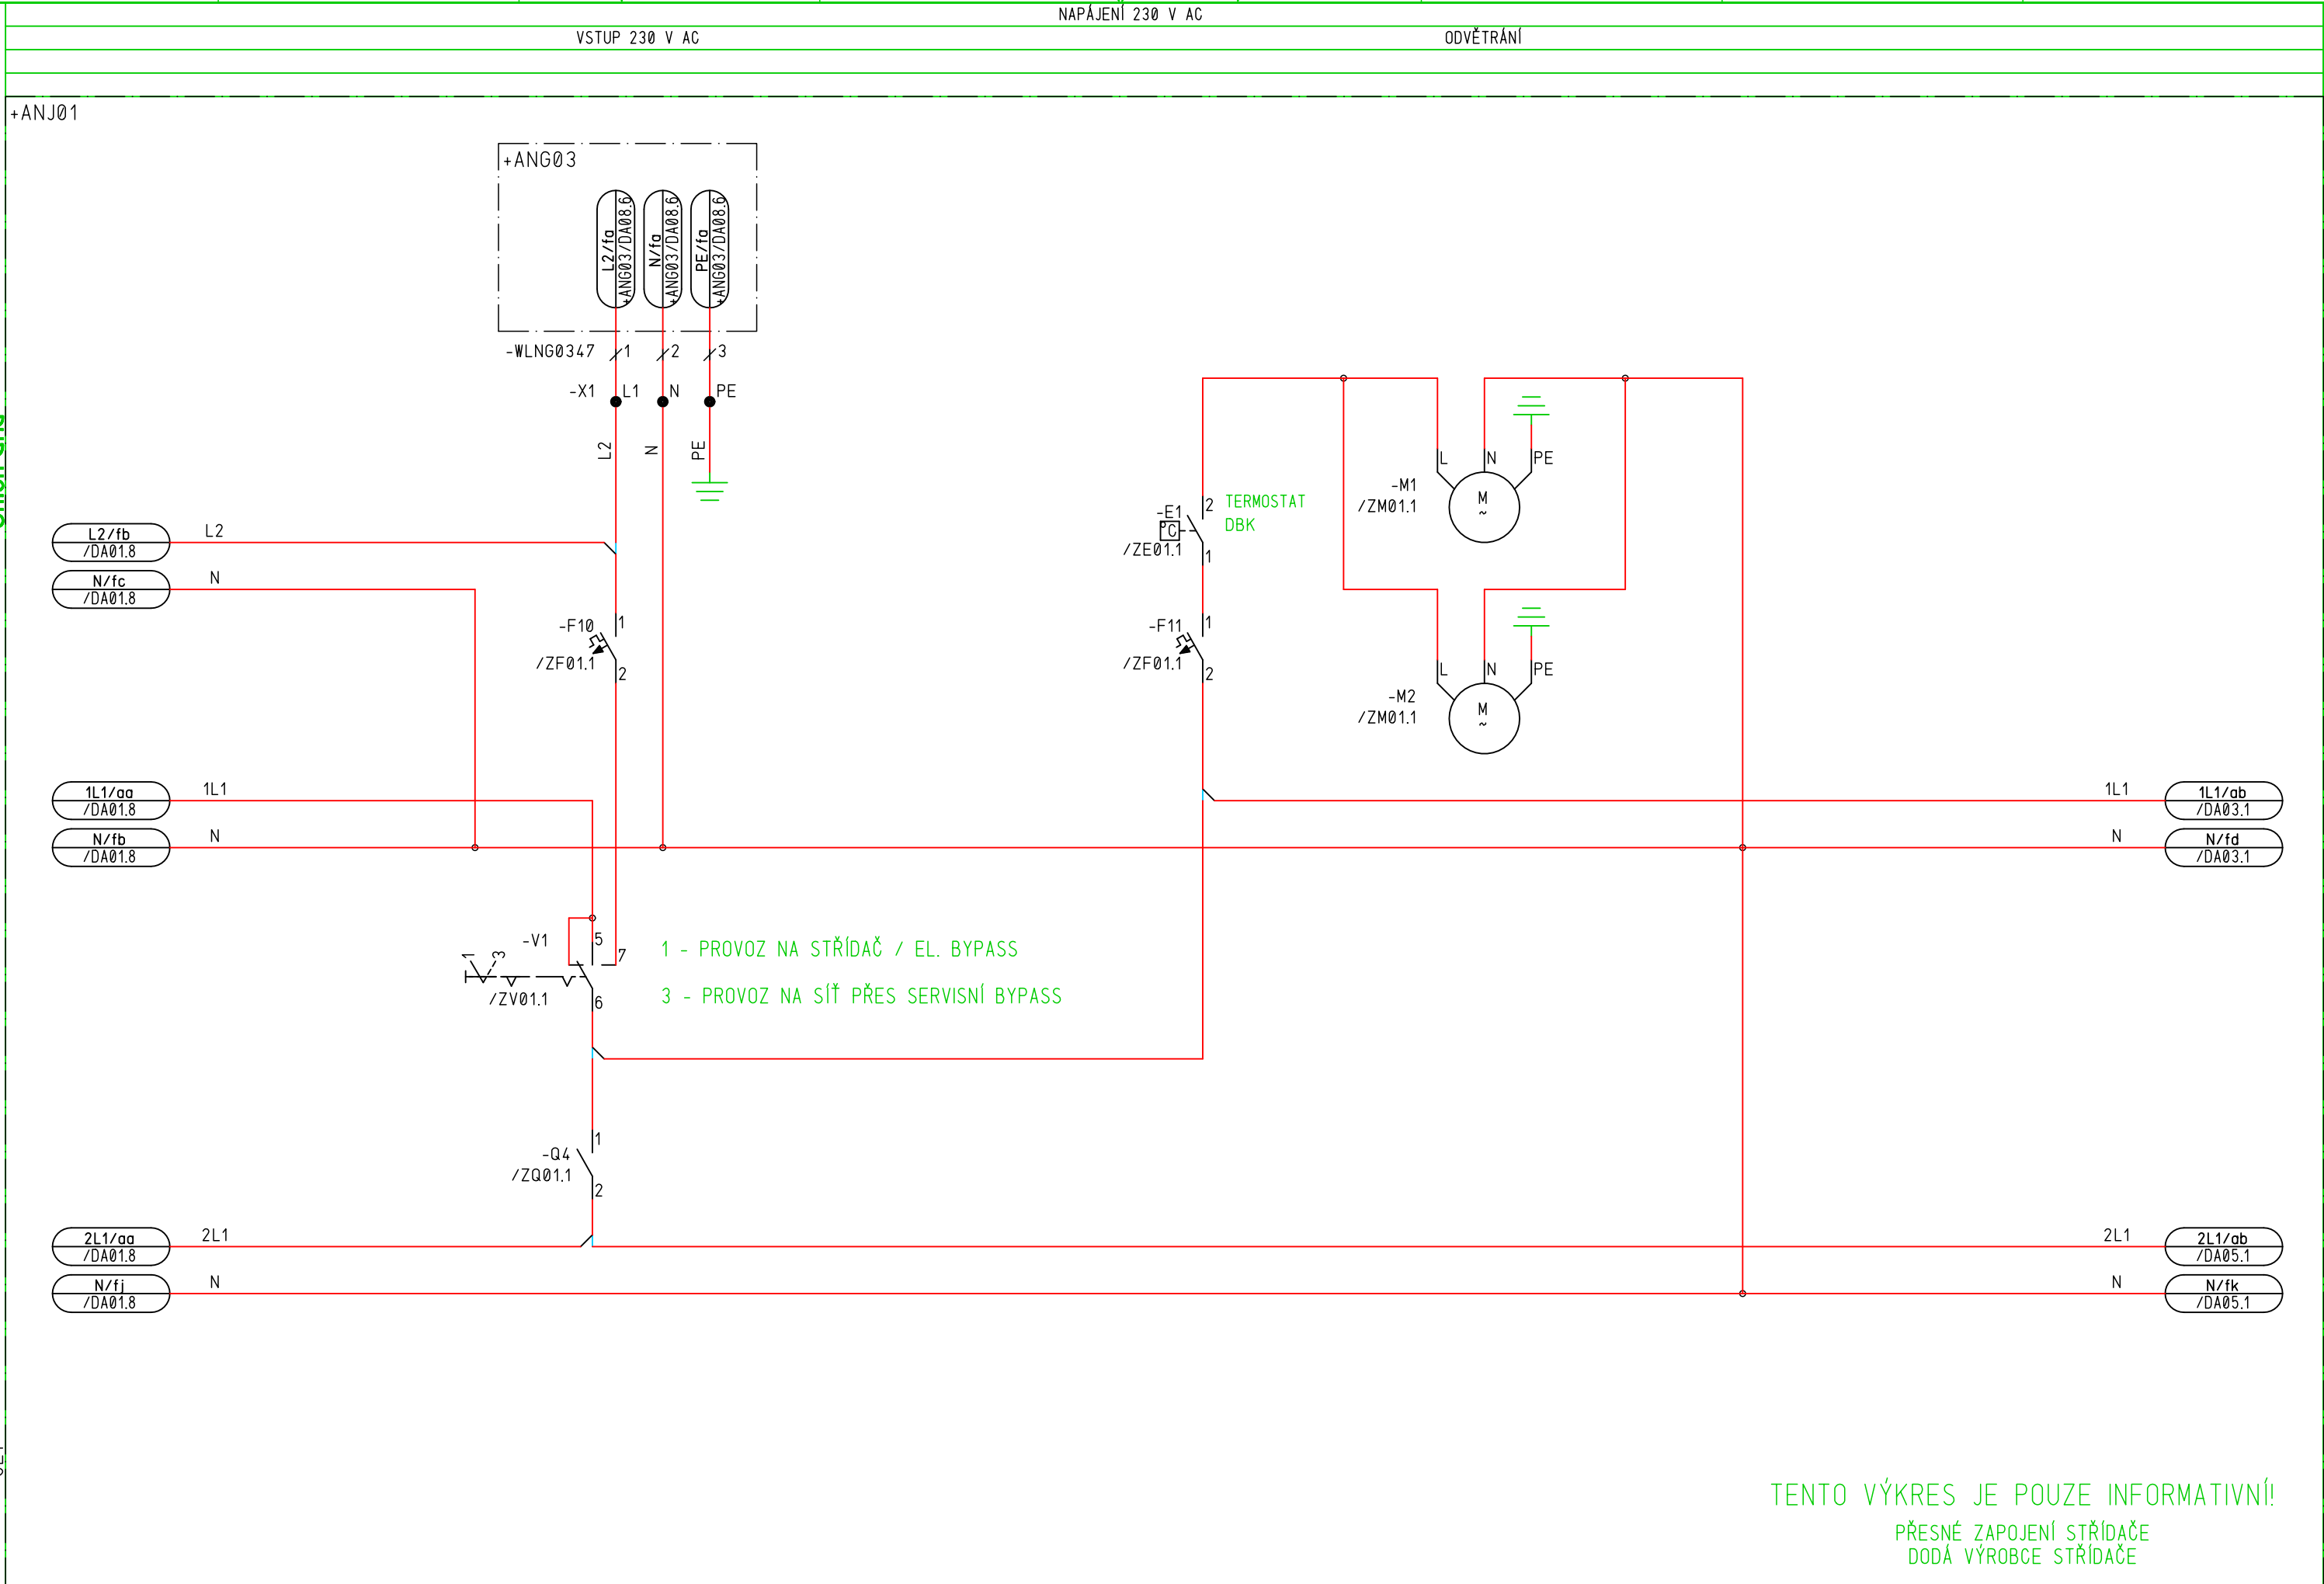 NAPÁJENÍ 230 V AC
VSTUP 230 V AC
ODVĚTRÁNÍ
+ANJ01
+ANG03
L2/fa
+ANG03/DA08.6
N/fa
+ANG03/DA08.6
PE/fa
+ANG03/DA08.6
-WLNG0347 1 2 3
-X1 L1 N PE
L2 N PE
L2/fb
/DA01.8
L2
N/fc
/DA01.8
N
-F10
/ZF01.1
1
2
-E1
°C
/ZE01.1
2
1
TERMOSTAT
DBK
-F11
/ZF01.1
1
2
-M1
/ZM01.1
L N PE
M
~
-M2
/ZM01.1
L N PE
M
~
1L1/aa
/DA01.8
1L1
N/fb
/DA01.8
N
1L1
1L1/ab
/DA03.1
N
N/fd
/DA03.1
-V1
1 3
/ZV01.1
5
7
6
1 - PROVOZ NA STŘÍDAČ / EL. BYPASS
3 - PROVOZ NA SÍŤ PŘES SERVISNÍ BYPASS
-Q4
/ZQ01.1
1
2
2L1/aa
/DA01.8
2L1
N/fj
/DA01.8
N
2L1
2L1/ab
/DA05.1
N
N/fk
/DA05.1
TENTO VÝKRES JE POUZE INFORMATIVNÍ!
PŘESNÉ ZAPOJENÍ STŘÍDAČE
DODÁ VÝROBCE STŘÍDAČE